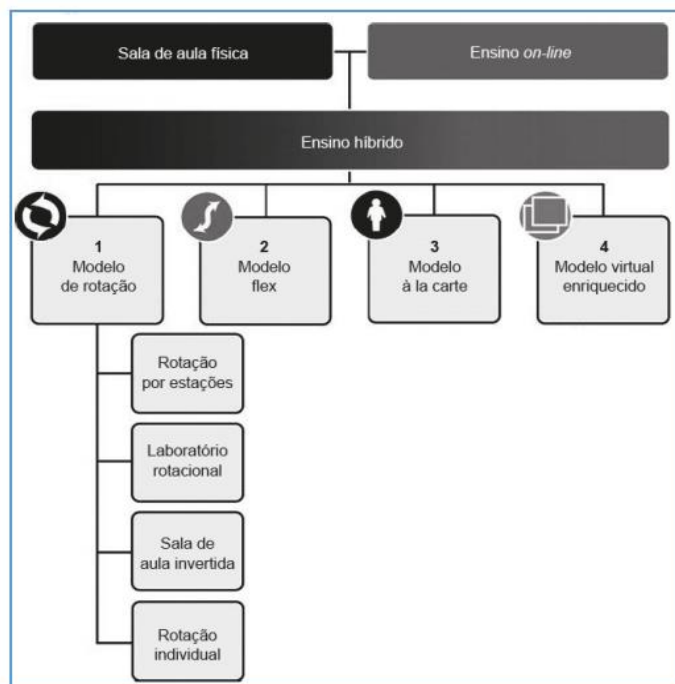 Sala de aula física
Ensino on-line
Ensino híbrido
1
Modelo
de rotação
2
Modelo
flex
3
Modelo
à la carte
4
Modelo virtual
enriquecido
Rotação
por estações
Laboratório
rotacional
Sala de
aula invertida
Rotação
individual